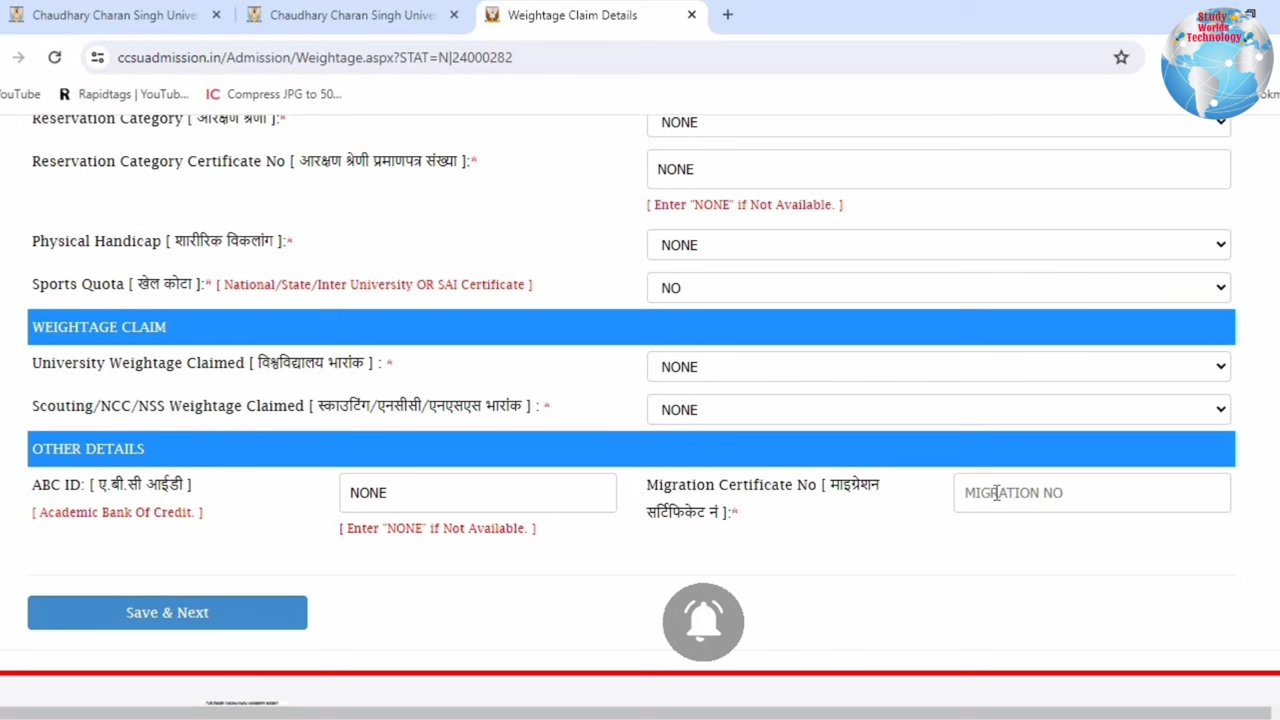 Chaudhary Charan Singh Unive
Chaudhary Charan Singh Unive
Weightage Claim Details
Study
Worlds
Technology
ccsuadmission.in/Admission/Weightage.aspx?STAT=N|24000282
ouTube
Rapidtags | YouTub...
IC Compress JPG to 50...
Reservation Category [ आरक्षण श्रेणी ]:*
NONE
Reservation Category Certificate No [ आरक्षण श्रेणी प्रमाणपत्र संख्या ]:*
NONE
[ Enter "NONE" if Not Available. ]
Physical Handicap [ शारीरिक विकलांग ]:*
NONE
Sports Quota [ खेल कोटा ]:* [ National/State/Inter University OR SAI Certificate ]
NO
WEIGHTAGE CLAIM
University Weightage Claimed [ विश्वविद्यालय भारांक ] : *
NONE
Scouting/NCC/NSS Weightage Claimed [ स्काउटिंग/एनसीसी/एनएसएस भारांक ] : *
NONE
OTHER DETAILS
ABC ID: [ ए.बी.सी आईडी ]
[ Academic Bank Of Credit. ]
NONE
[ Enter "NONE" if Not Available. ]
Migration Certificate No [ माइग्रेशन
सर्टिफिकेट नं ]:*
MIGRATION NO
Save & Next